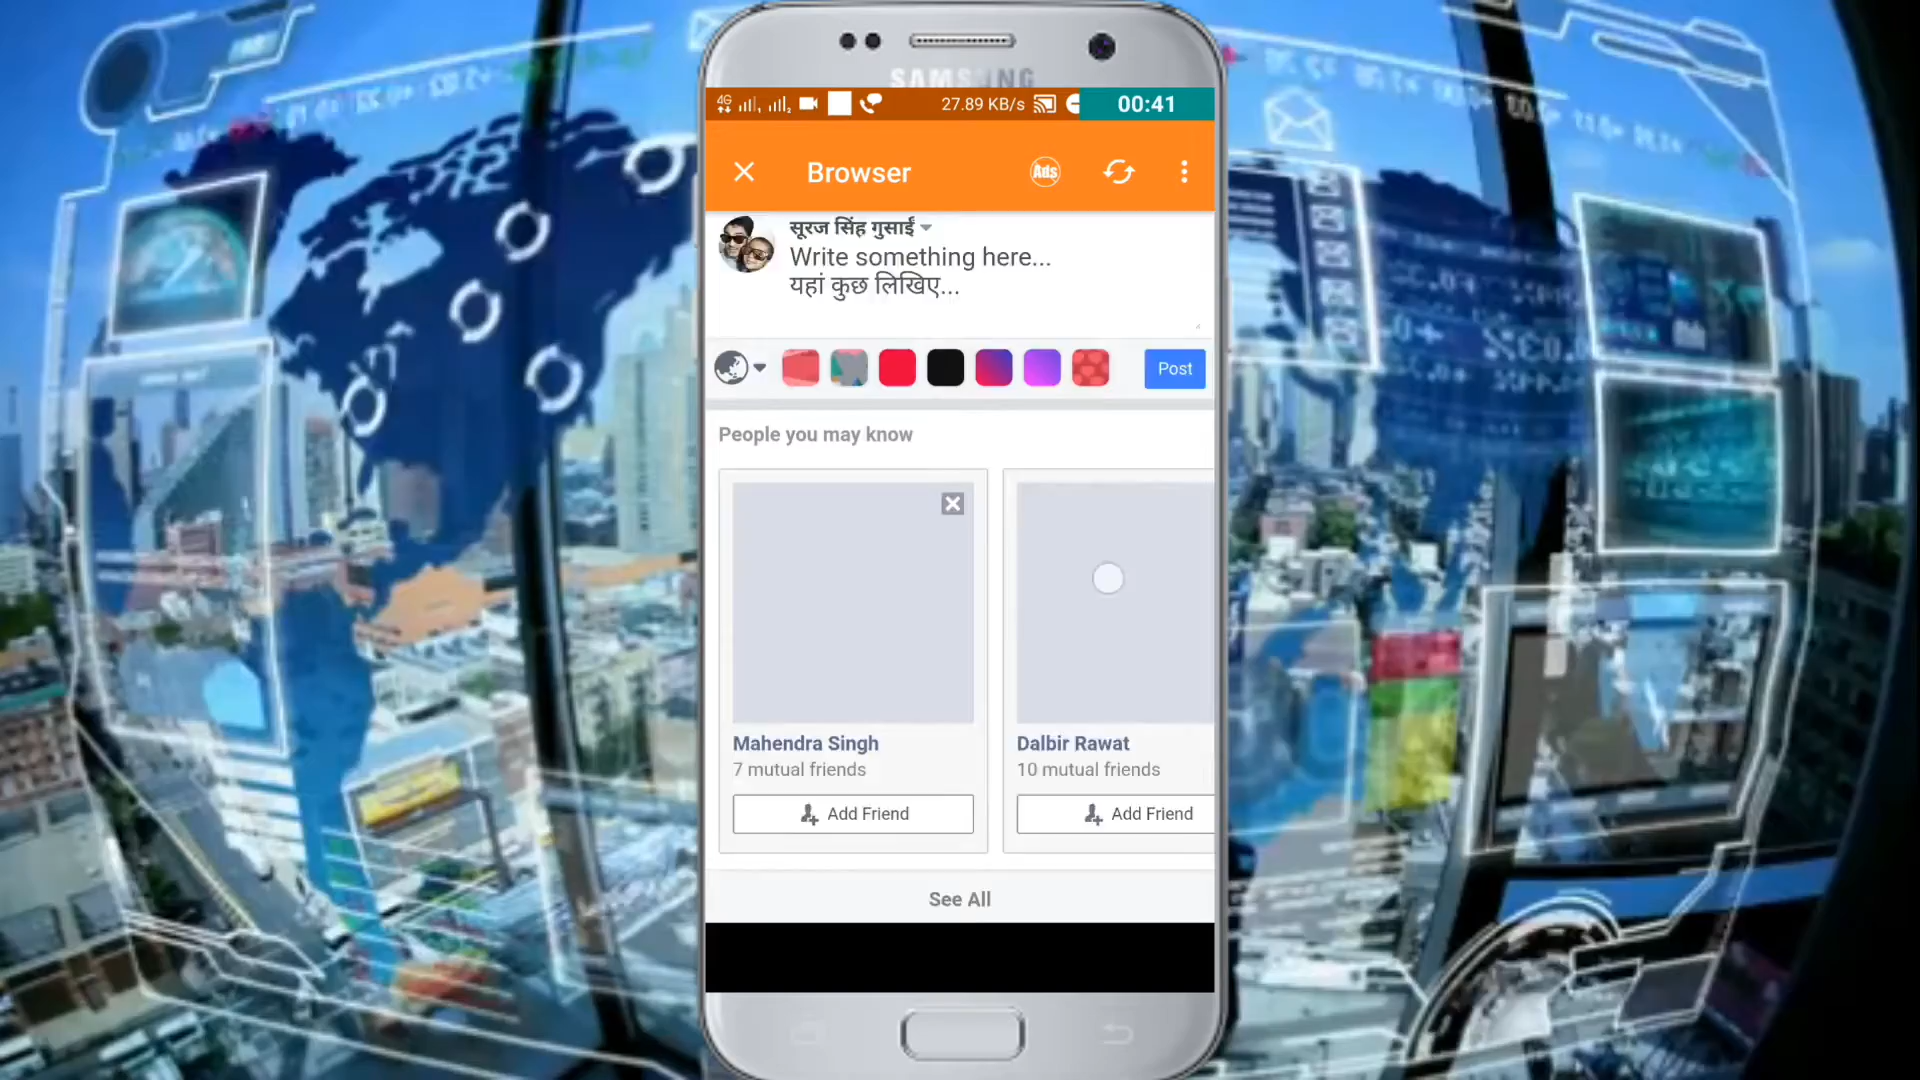 SAMSUNG
4G 27.89 KB/s 00:41
Browser Ads
सूरज सिंह गुसाईं
Write something here...
यहां कुछ लिखिए...
Post
People you may know
Mahendra Singh
Dalbir Rawat
7 mutual friends
10 mutual friends
Add Friend
Add Friend
See All